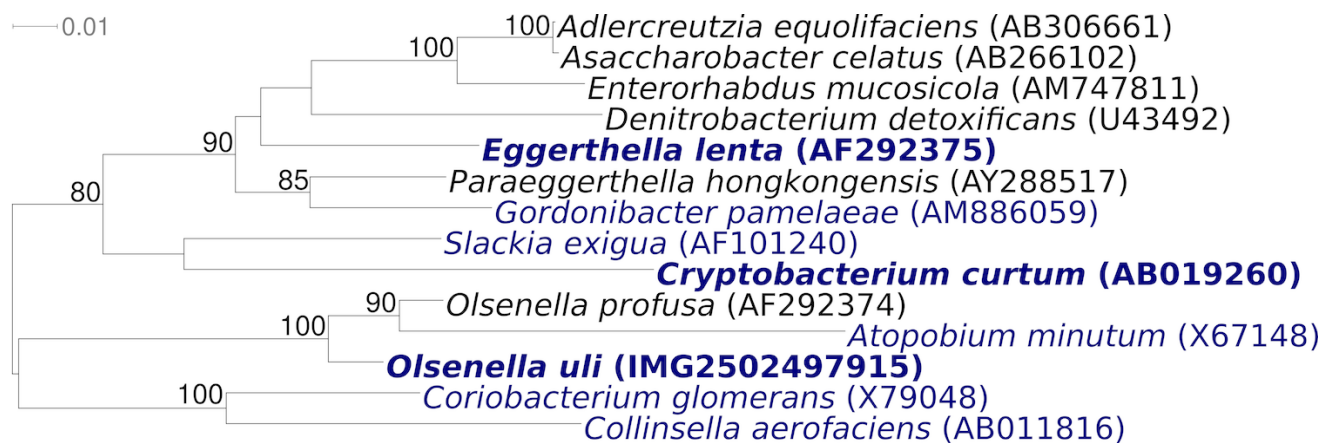 0.01
100
Adlercreutzia equolifaciens (AB306661)
100
Asaccharobacter celatus (AB266102)
Enterorhabdus mucosicola (AM747811)
Denitrobacterium detoxificans (U43492)
90
Eggerthella lenta (AF292375)
85
Paraeggerthella hongkongensis (AY288517)
80
Gordonibacter pamelaeae (AM886059)
Slackia exigua (AF101240)
Cryptobacterium curtum (AB019260)
90
Olsenella profusa (AF292374)
100
Atopobium minutum (X67148)
Olsenella uli (IMG2502497915)
100
Coriobacterium glomerans (X79048)
Collinsella aerofaciens (AB011816)